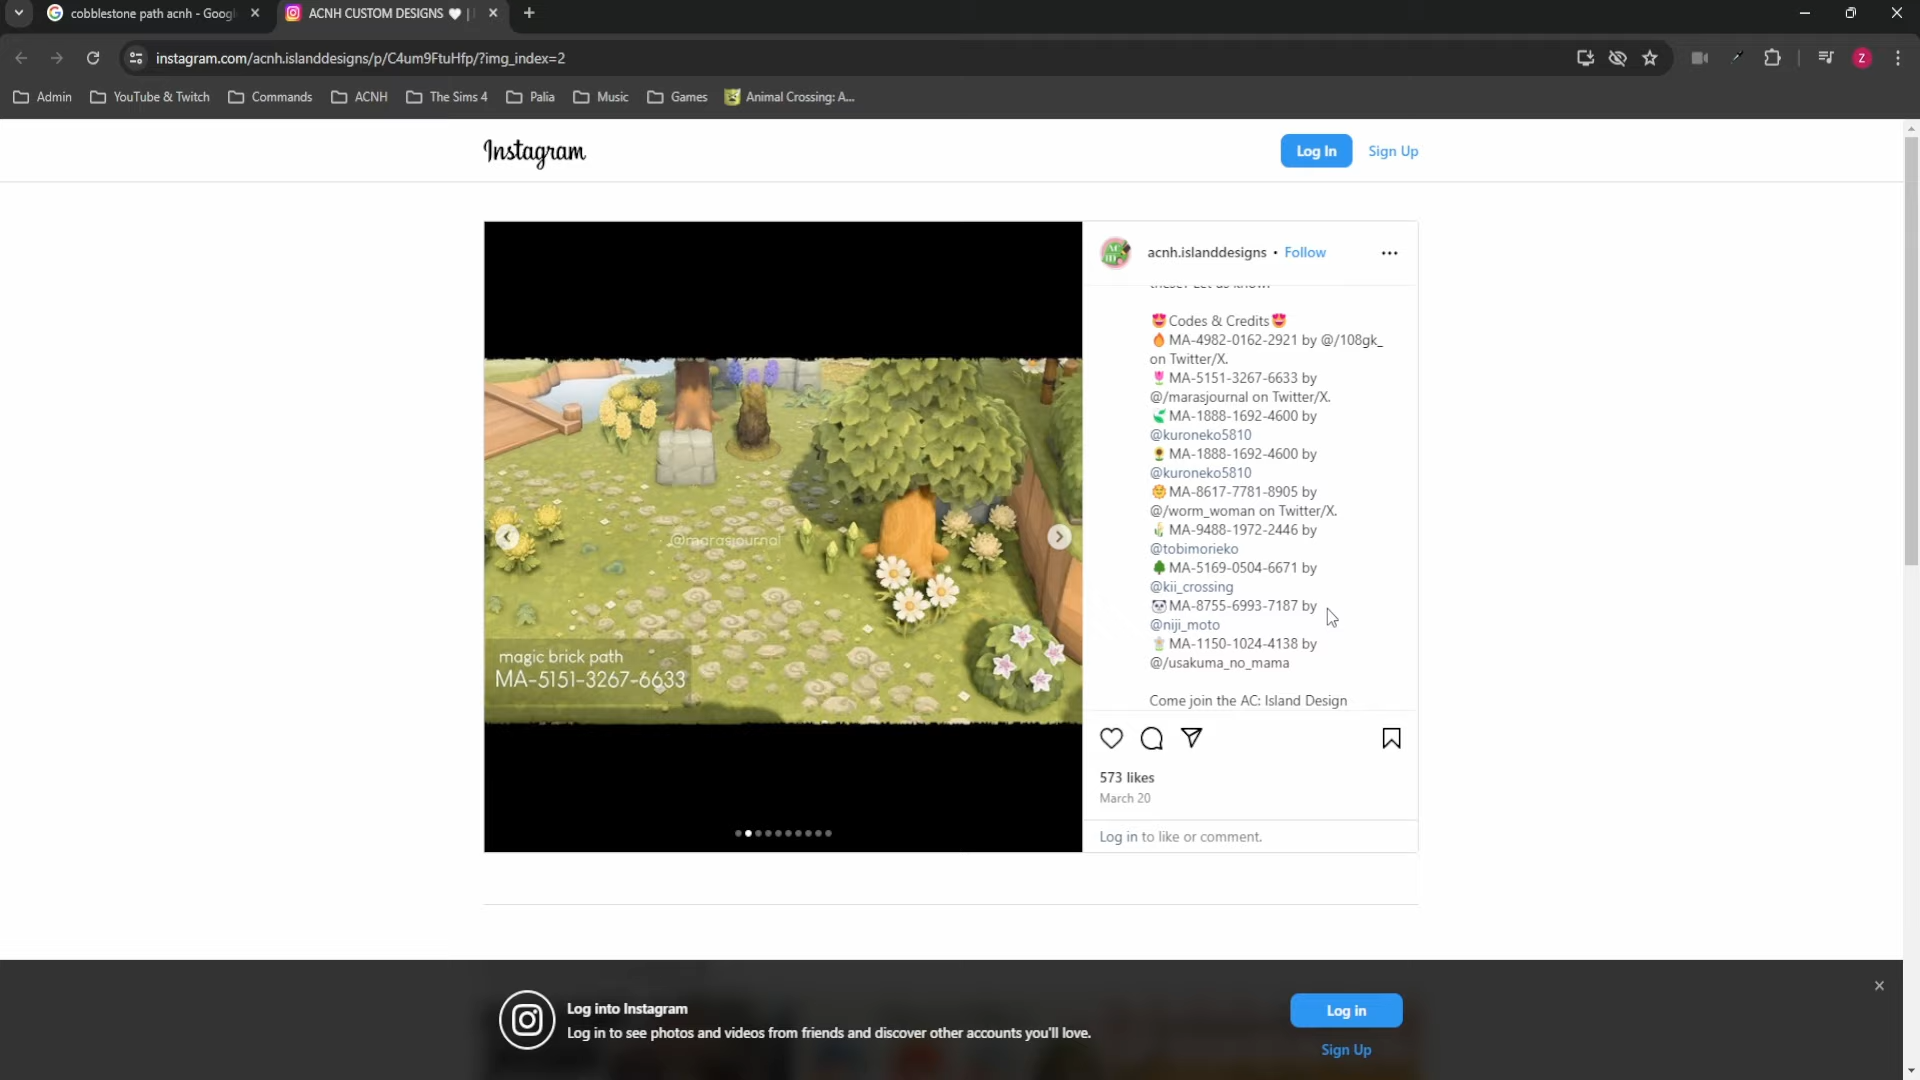 cobblestone path acnh - Googl
ACNH CUSTOM DESIGNS 🤍 |
instagram.com/acnh.islanddesigns/p/C4um9FtuHfp/?img_index=2
Z
Admin
YouTube & Twitch
Commands
ACNH
The Sims 4
Palia
Music
Games
Animal Crossing: A...
Instagram
Log In
Sign Up
acnh.islanddesigns • Follow
😍Codes & Credits😍
🔥MA-4982-0162-2921 by @/108gk_
on Twitter/X.
🌷MA-5151-3267-6633 by
@/marasjournal on Twitter/X.
🍃MA-1888-1692-4600 by
@kuroneko5810
🌻MA-1888-1692-4600 by
@kuroneko5810
🌞MA-8617-7781-8905 by
@/worm_woman on Twitter/X.
MA-9488-1972-2446 by
@tobimorieko
🌳MA-5169-0504-6671 by
@kii_crossing
🐼MA-8755-6993-7187 by
@niji_moto
MA-1150-1024-4138 by
@/usakuma_no_mama
Come join the AC: Island Design
@marasjournal
magic brick path
MA-5151-3267-6633
573 likes
March 20
Log in to like or comment.
Log into Instagram
Log in to see photos and videos from friends and discover other accounts you'll love.
Log in
Sign Up